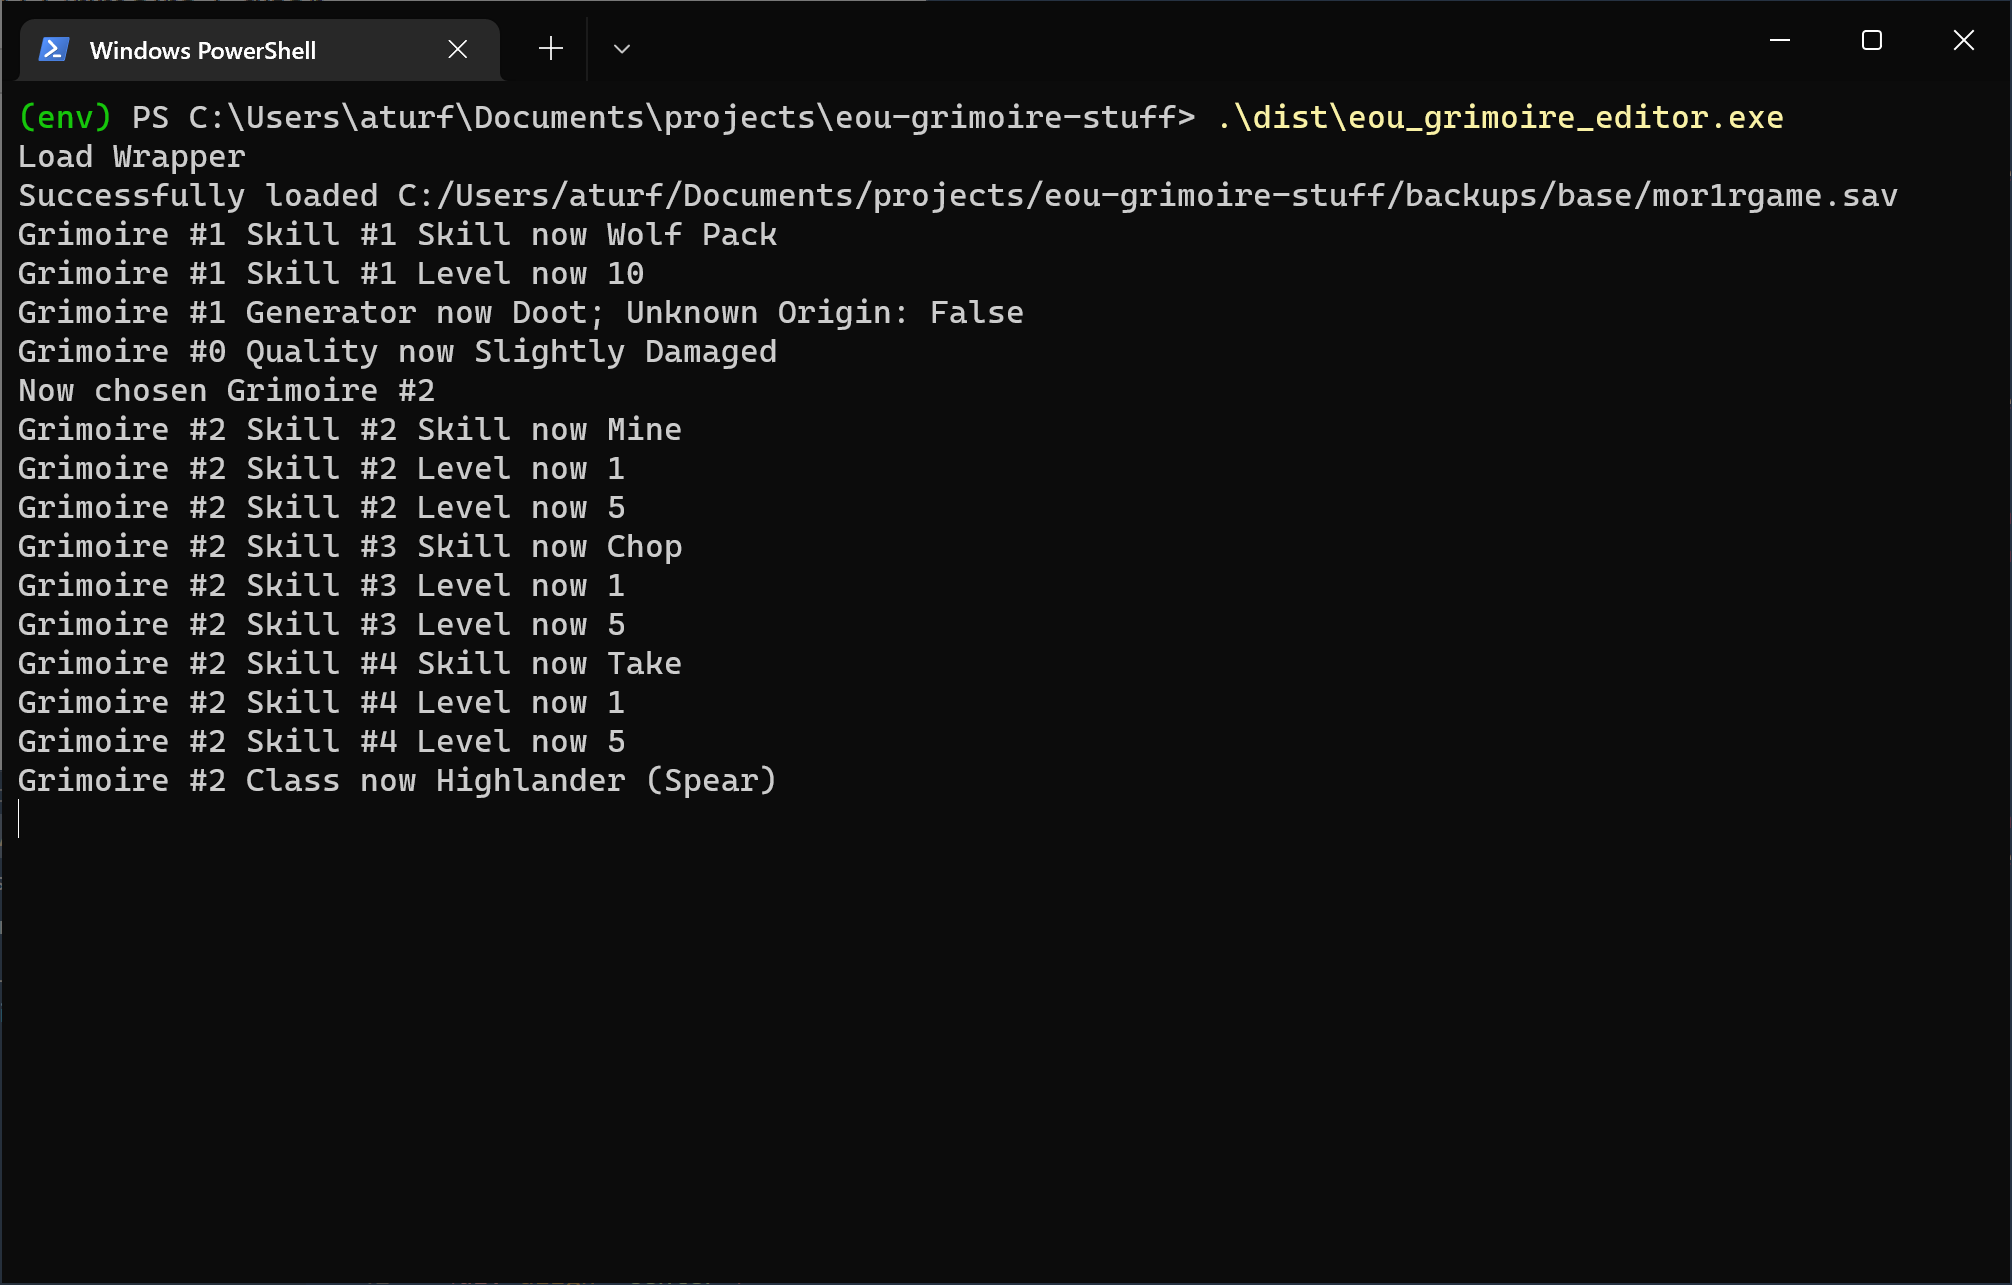 Windows PowerShell
(env) PS C:\Users\aturf\Documents\projects\eou-grimoire-stuff> .\dist\eou_grimoire_editor.exe
Load Wrapper
Successfully loaded C:/Users/aturf/Documents/projects/eou-grimoire-stuff/backups/base/mor1rgame.sav
Grimoire #1 Skill #1 Skill now Wolf Pack
Grimoire #1 Skill #1 Level now 10
Grimoire #1 Generator now Doot; Unknown Origin: False
Grimoire #0 Quality now Slightly Damaged
Now chosen Grimoire #2
Grimoire #2 Skill #2 Skill now Mine
Grimoire #2 Skill #2 Level now 1
Grimoire #2 Skill #2 Level now 5
Grimoire #2 Skill #3 Skill now Chop
Grimoire #2 Skill #3 Level now 1
Grimoire #2 Skill #3 Level now 5
Grimoire #2 Skill #4 Skill now Take
Grimoire #2 Skill #4 Level now 1
Grimoire #2 Skill #4 Level now 5
Grimoire #2 Class now Highlander (Spear)